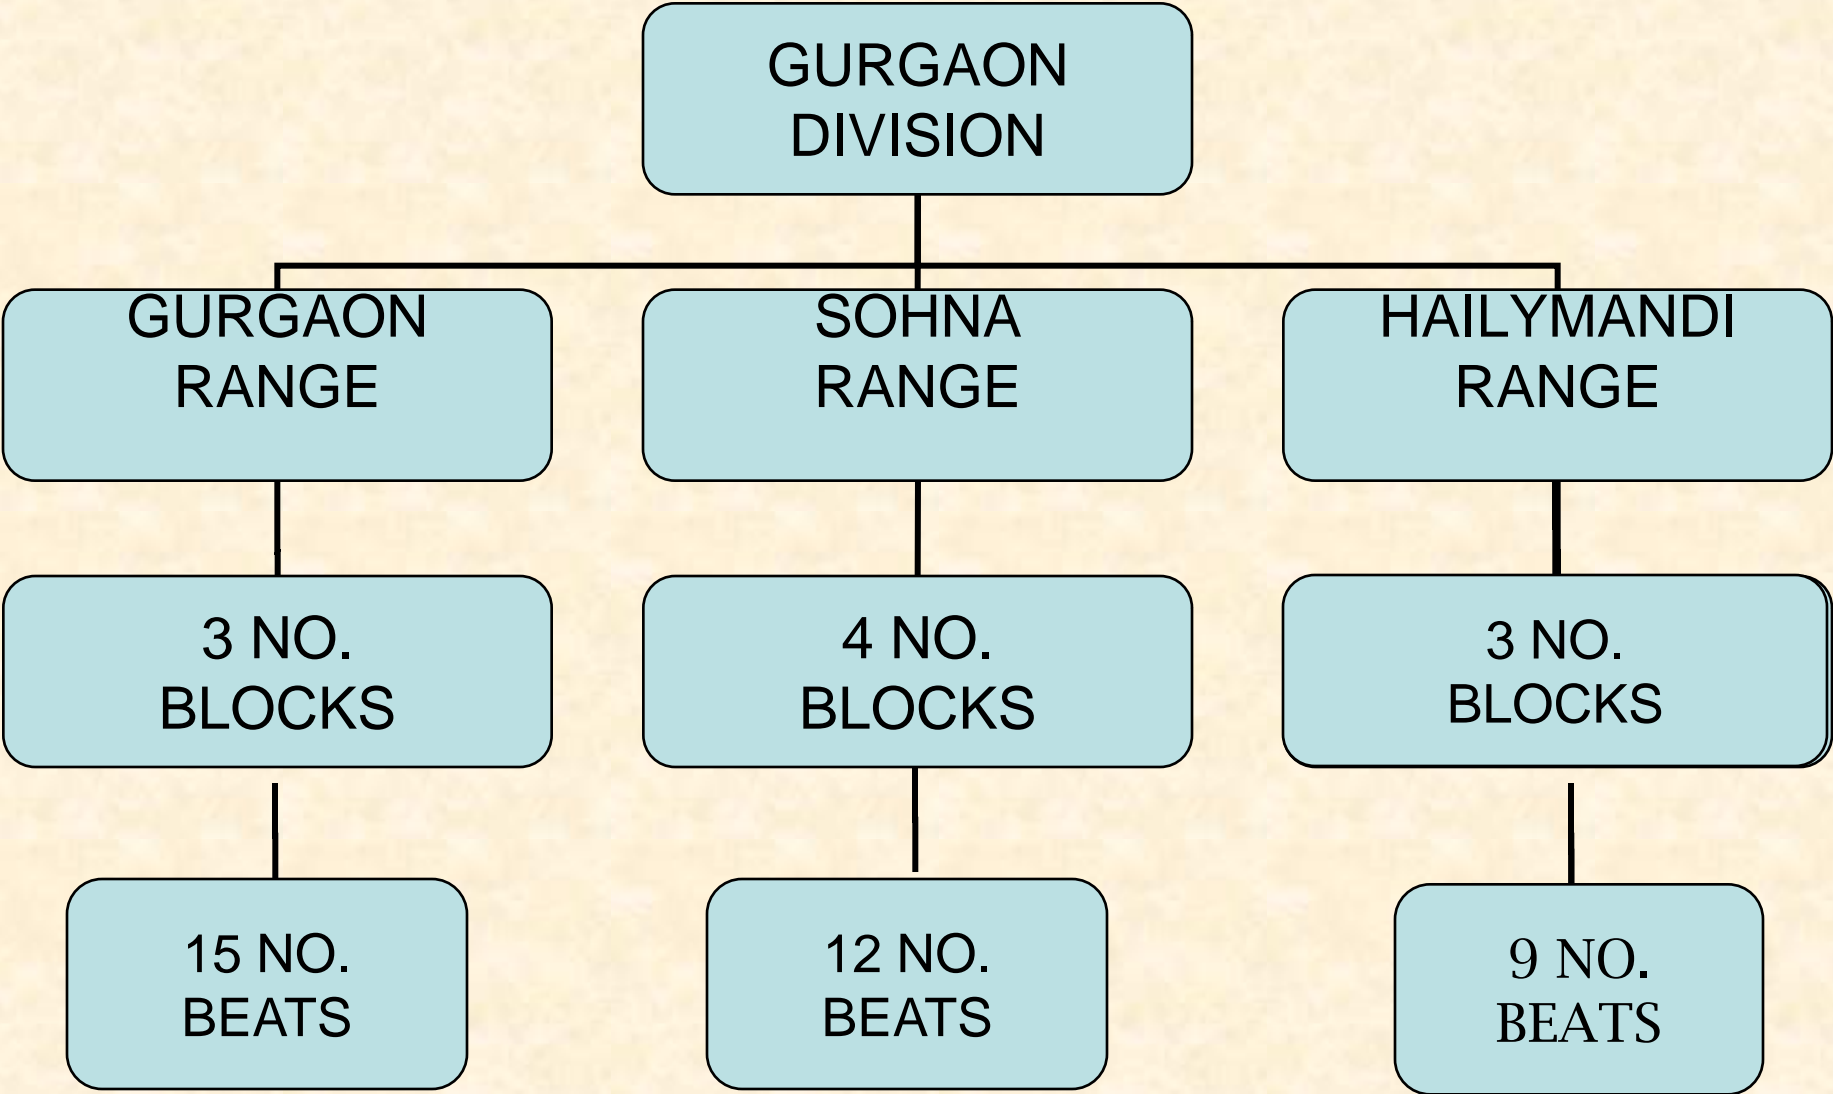 GURGAON
DIVISION
GURGAON
RANGE
SOHNA
RANGE
HAILYMANDI
RANGE
3 NO.
BLOCKS
4 NO.
BLOCKS
3 NO.
BLOCKS
15 NO.
BEATS
12 NO.
BEATS
9 NO.
BEATS